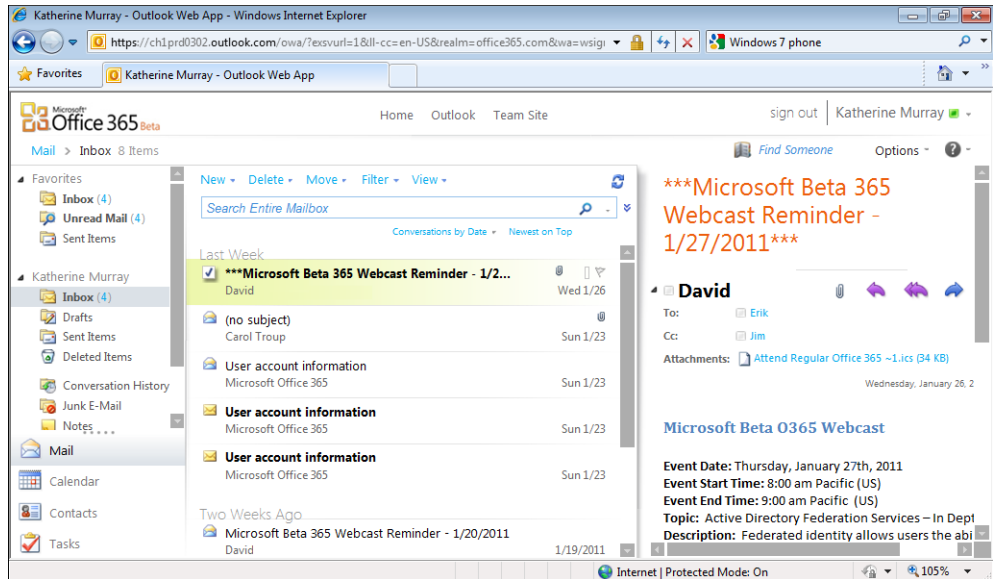 Katherine Murray - Outlook Web App - Windows Internet Explorer
https://ch1prd0302.outlook.com/owa/?exsvurl=1&ll-cc=en-US&realm=office365.com&wa=wsig
Windows 7 phone
Favorites
Katherine Murray - Outlook Web App
Microsoft
Office 365 Beta
Home Outlook Team Site
sign out Katherine Murray
Mail > Inbox 8 Items
Find Someone Options
Favorites
Inbox (4)
Unread Mail (4)
Sent Items
Katherine Murray
Inbox (4)
Drafts
Sent Items
Deleted Items
Conversation History
Junk E-Mail
Notes
Mail
Calendar
Contacts
Tasks
New Delete Move Filter View
Search Entire Mailbox
Conversations by Date Newest on Top
Last Week
***Microsoft Beta 365 Webcast Reminder - 1/2...
David Wed 1/26
(no subject)
Carol Troup Sun 1/23
User account information
Microsoft Office 365 Sun 1/23
User account information
Microsoft Office 365 Sun 1/23
User account information
Microsoft Office 365 Sun 1/23
Two Weeks Ago
Microsoft Beta 365 Webcast Reminder - 1/20/2011
David 1/19/2011
***Microsoft Beta 365
Webcast Reminder -
1/27/2011***
David
To: Erik
Cc: Jim
Attachments: Attend Regular Office 365 ~1.ics (34 KB)
Wednesday, January 26, 2
Microsoft Beta O365 Webcast
Event Date: Thursday, January 27th, 2011
Event Start Time: 8:00 am Pacific (US)
Event End Time: 9:00 am Pacific (US)
Topic: Active Directory Federation Services – In Dept
Description: Federated identity allows users the abi
Internet | Protected Mode: On
105%